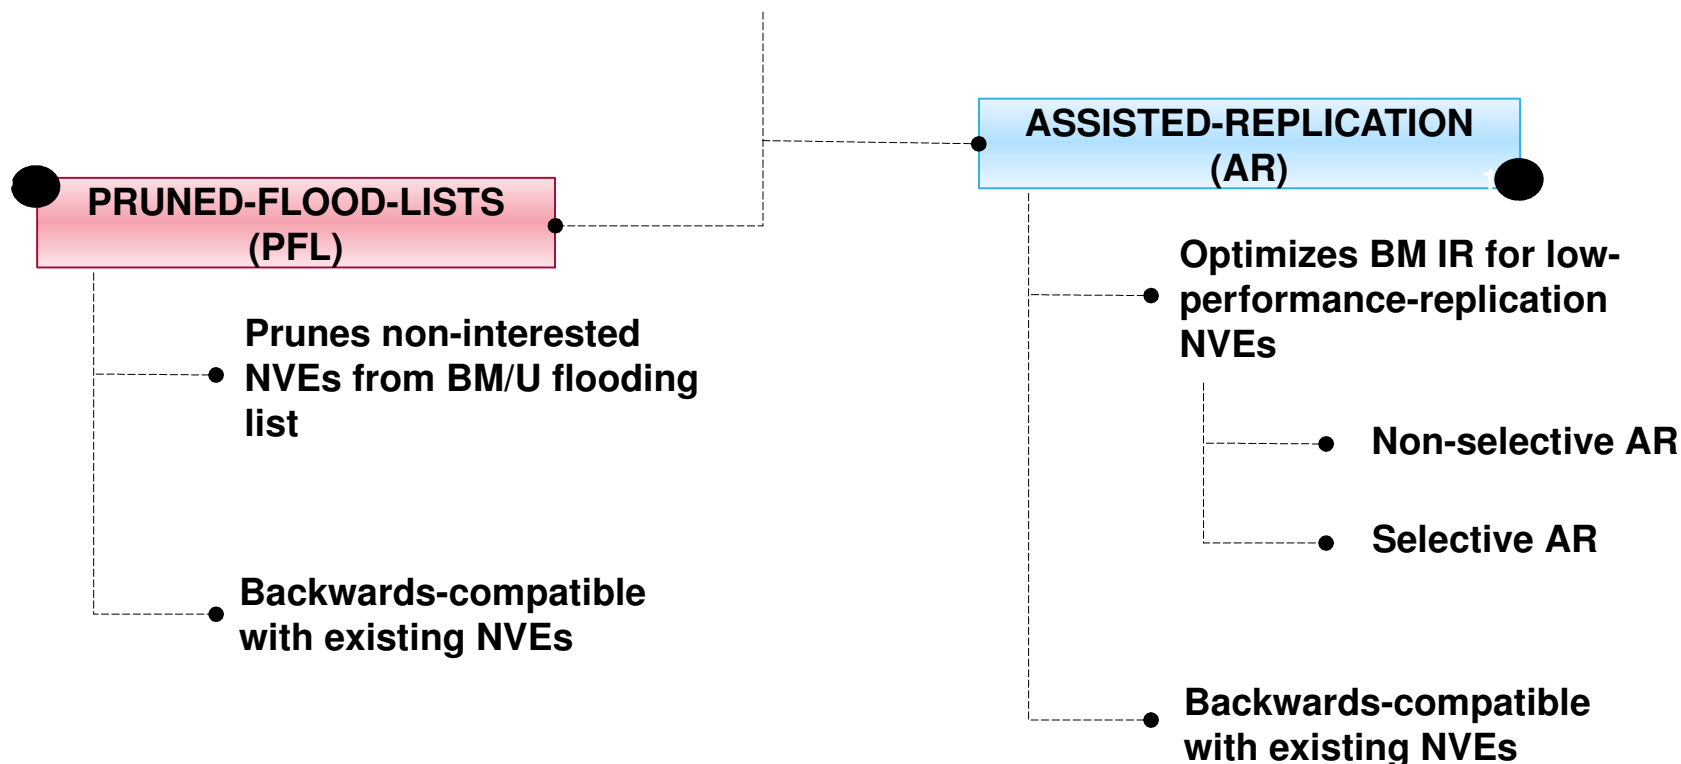 PRUNED-FLOOD-LISTS
(PFL)
Prunes non-interested
NVEs from BM/U flooding
list
Backwards-compatible
with existing NVEs
ASSISTED-REPLICATION
(AR)
Optimizes BM IR for low-
performance-replication
NVEs
Non-selective AR
Selective AR
Backwards-compatible
with existing NVEs